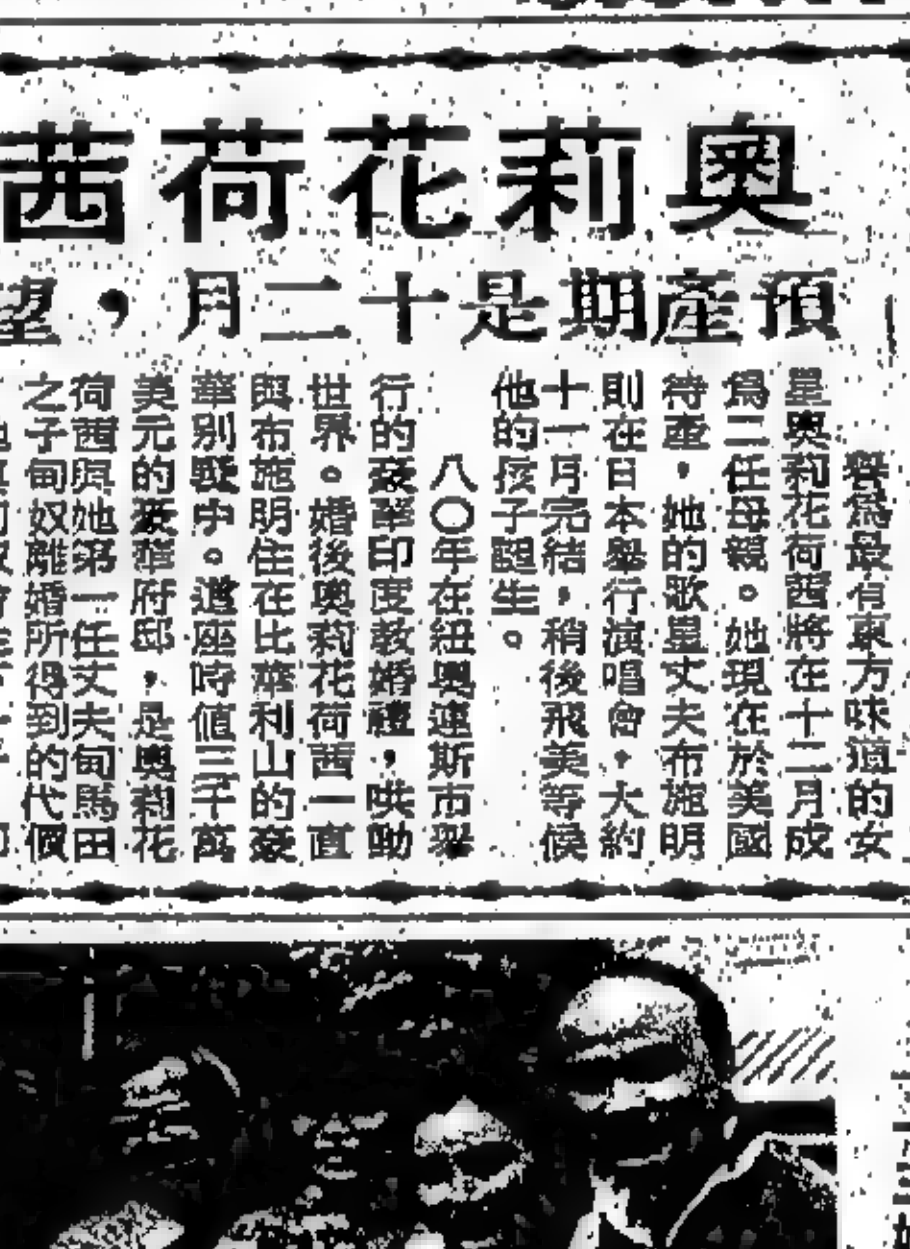 奧莉花荷茜
預產期是十二月，望
譽為最有東方味道的女
星奧莉花荷茜將在十二月成
為二任母親。她現在於美國
待產，她的歌星丈夫布施明
則在日本舉行演唱會，大約
十一月完結，稍後飛美等候
他的孩子誕生。
八〇年在紐奧連斯市舉
行的豪華印度教婚禮，哄動
世界。婚後奧莉花荷茜一直
與布施明住在比華利山的豪
華別墅中。這座時值三千萬
美元的豪華府邸，是奧莉花
荷茜與她第一任丈夫甸馬田
之子甸奴離婚所得到的代價